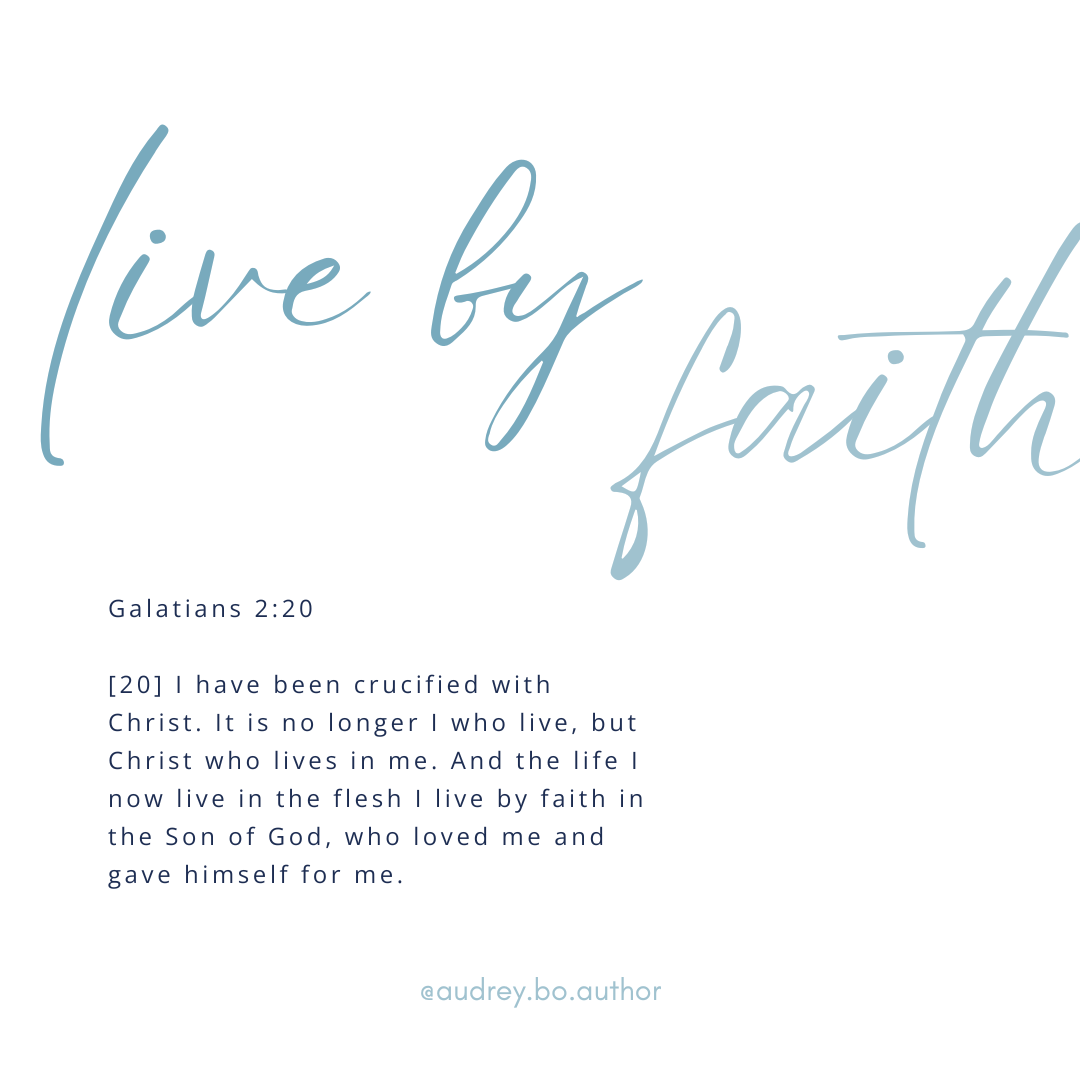 live by
faith
Galatians 2:20
[20] I have been crucified with
Christ. It is no longer I who live, but
Christ who lives in me. And the life I
now live in the flesh I live by faith in
the Son of God, who loved me and
gave himself for me.
@audrey.bo.author